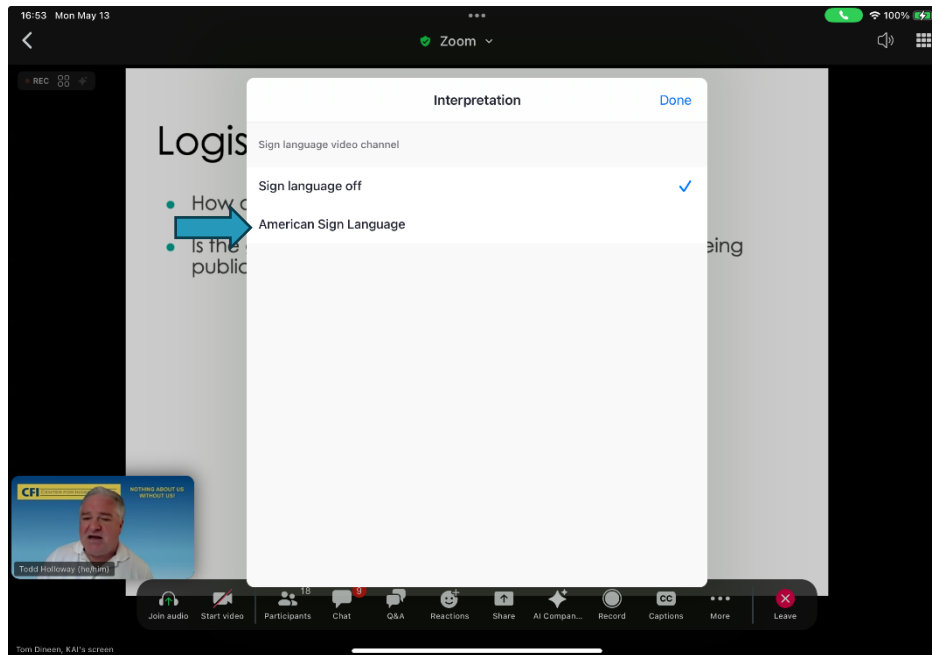 16:53 Mon May 13
100%
Zoom
REC
Interpretation
Done
Logis
Sign language video channel
Sign language off
How
American Sign Language
Is the
eing
public
CFI
NOTHING ABOUT US
WITHOUT US!
Todd Holloway (he/him)
18
9
Join audio
Start video
Participants
Chat
Q&A
Reactions
Share
AI Compan...
Record
CC
Captions
More
Leave
Tom Dineen, KAI's screen